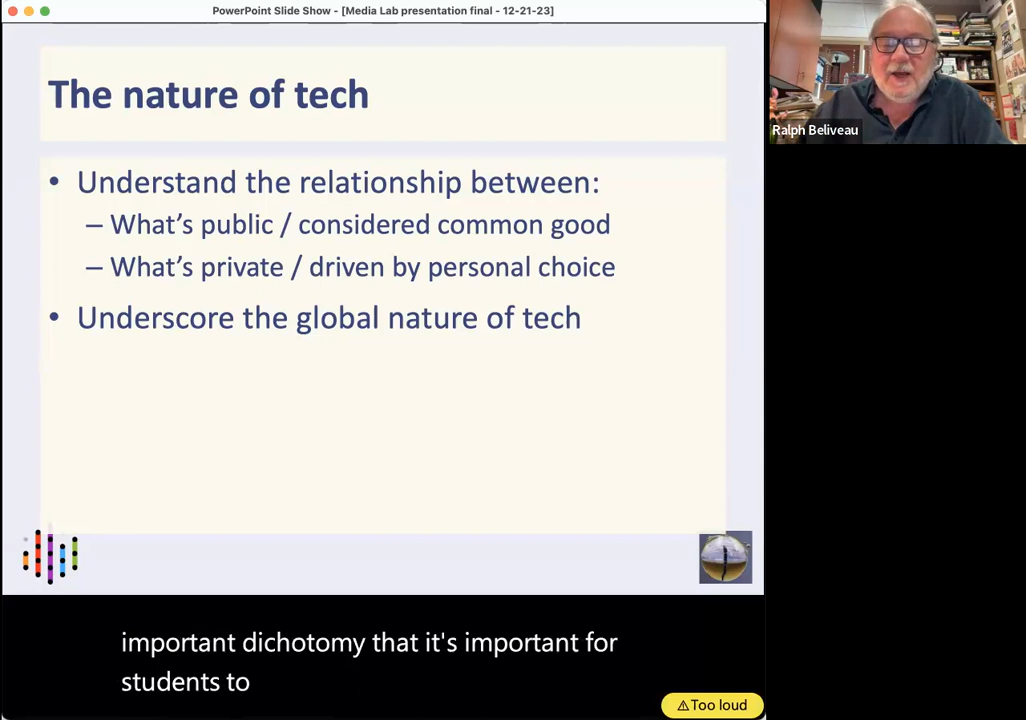 PowerPoint Slide Show - [Media Lab presentation final - 12-21-23]
The nature of tech
• Understand the relationship between:
– What's public / considered common good
– What's private / driven by personal choice
• Underscore the global nature of tech
Ralph Beliveau
important dichotomy that it's important for
students to
⚠Too loud